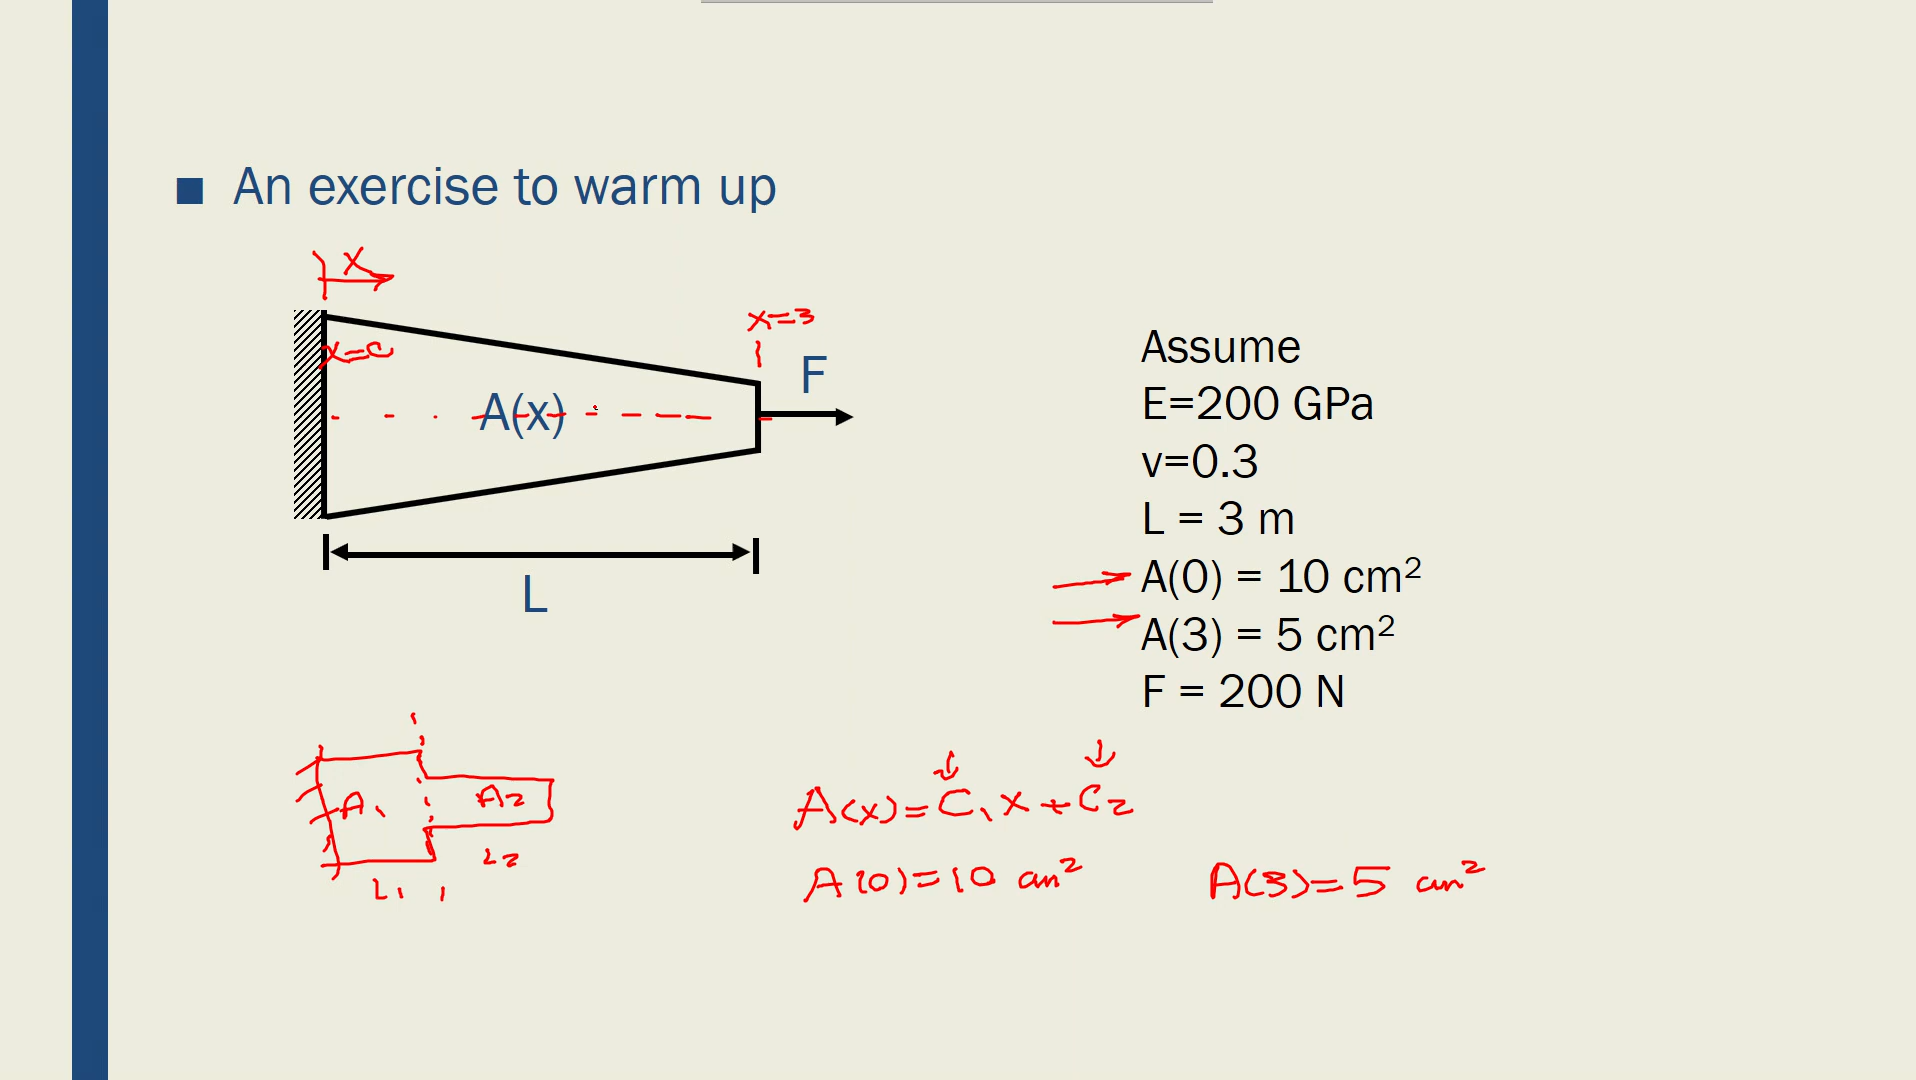 ■ An exercise to warm up
x
x=3
x=0
F
A(x)
L
Assume
E=200 GPa
v=0.3
L = 3 m
A(0) = 10 cm²
A(3) = 5 cm²
F = 200 N
A₁
A₂
L₂
L₁
A(x)=C₁x+C₂
A(0)=10 cm²
A(3)=5 cm²